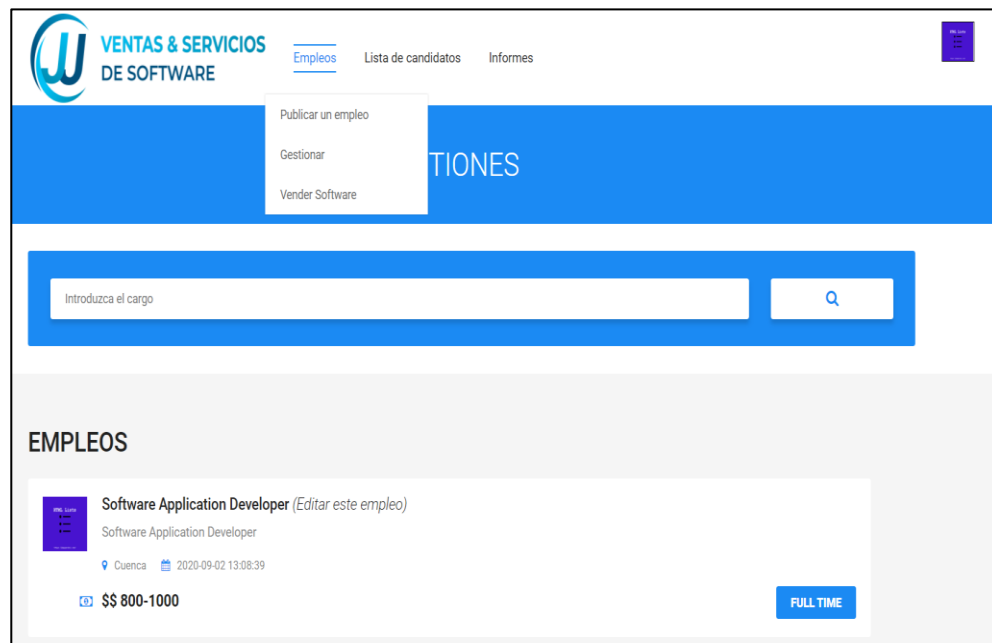 VENTAS & SERVICIOS
DE SOFTWARE
Empleos
Lista de candidatos
Informes
Publicar un empleo
Gestionar
Vender Software
TIONES
Introduzca el cargo
EMPLEOS
Software Application Developer (Editar este empleo)
Software Application Developer
Cuenca 2020-09-02 13:08:39
$$ 800-1000
FULL TIME